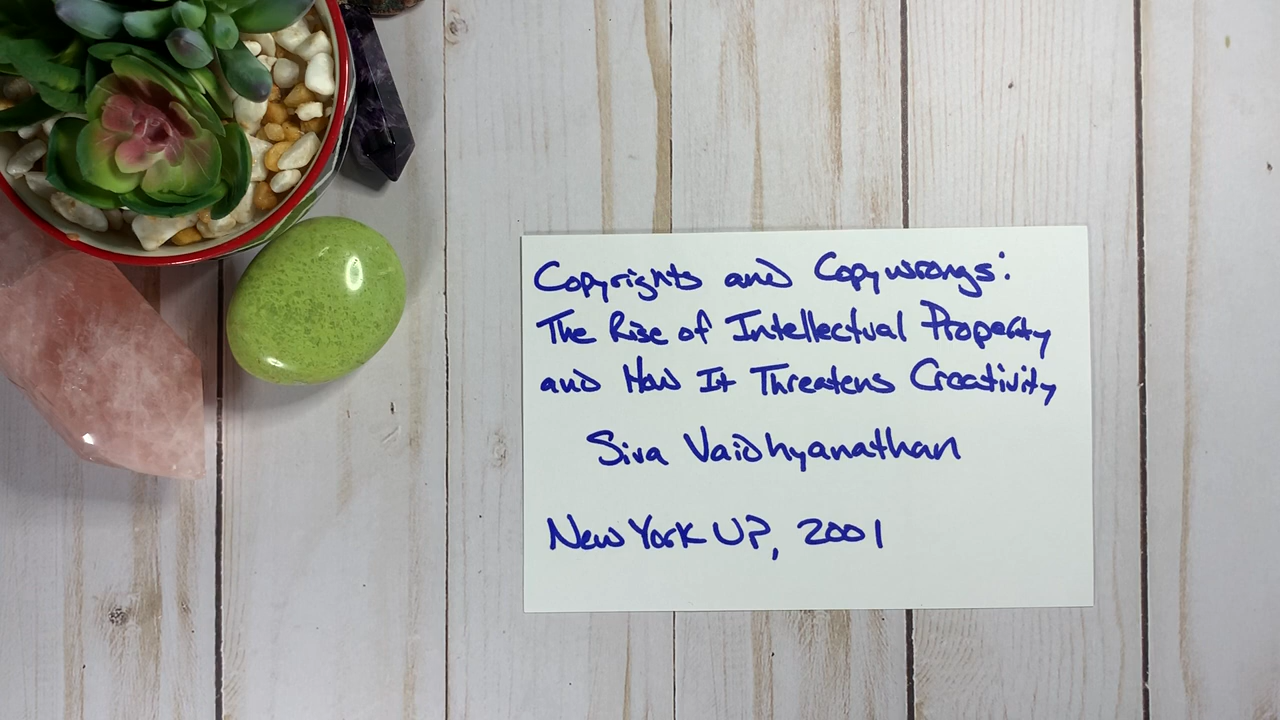 Copyrights and Copywrongs:
The Rise of Intellectual Property
and How It Threatens Creativity
Siva Vaidhyanathan
New York UP, 2001